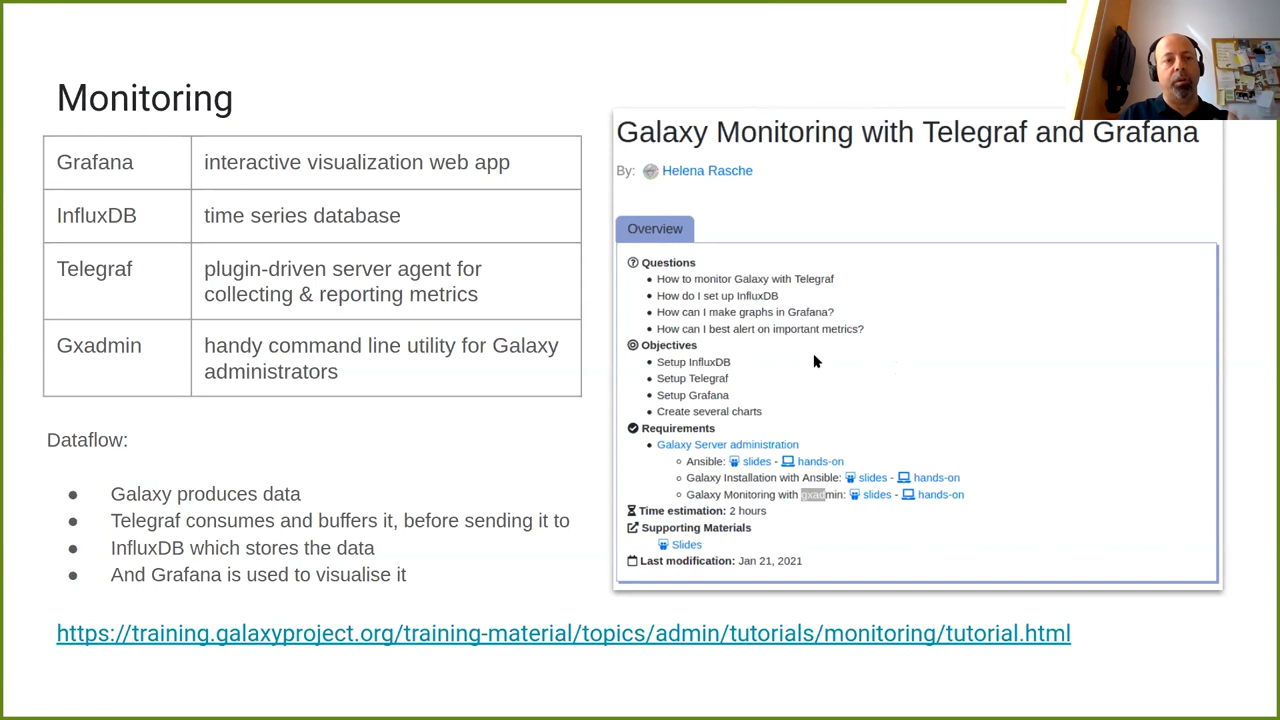 Monitoring
Grafana interactive visualization web app
InfluxDB time series database
Telegraf plugin-driven server agent for
collecting & reporting metrics
Gxadmin handy command line utility for Galaxy
administrators
Dataflow:
● Galaxy produces data
● Telegraf consumes and buffers it, before sending it to
● InfluxDB which stores the data
● And Grafana is used to visualise it
Galaxy Monitoring with Telegraf and Grafana
By: Helena Rasche
Overview
Questions
• How to monitor Galaxy with Telegraf
• How do I set up InfluxDB
• How can I make graphs in Grafana?
• How can I best alert on important metrics?
Objectives
• Setup InfluxDB
• Setup Telegraf
• Setup Grafana
• Create several charts
Requirements
• Galaxy Server administration
○ Ansible: slides - hands-on
○ Galaxy Installation with Ansible: slides - hands-on
○ Galaxy Monitoring with gxadmin: slides - hands-on
Time estimation: 2 hours
Supporting Materials
Slides
Last modification: Jan 21, 2021
https://training.galaxyproject.org/training-material/topics/admin/tutorials/monitoring/tutorial.html